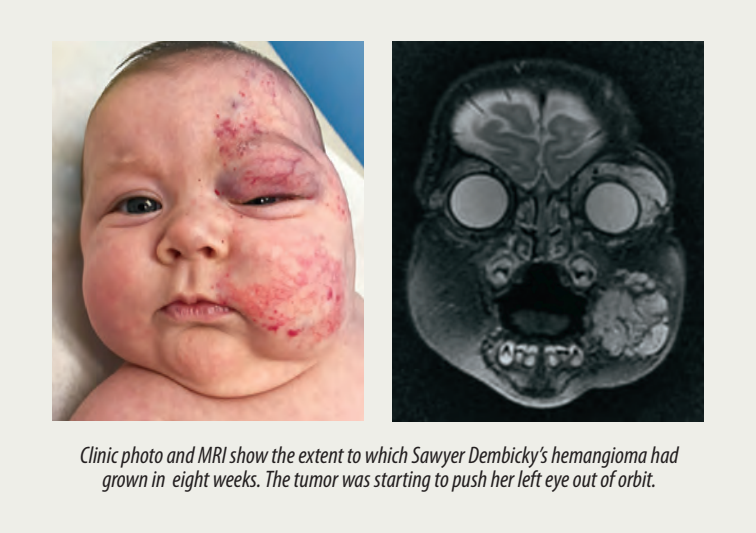 Clinic photo and MRI show the extent to which Sawyer Dembicky's hemangioma had
grown in eight weeks. The tumor was starting to push her left eye out of orbit.